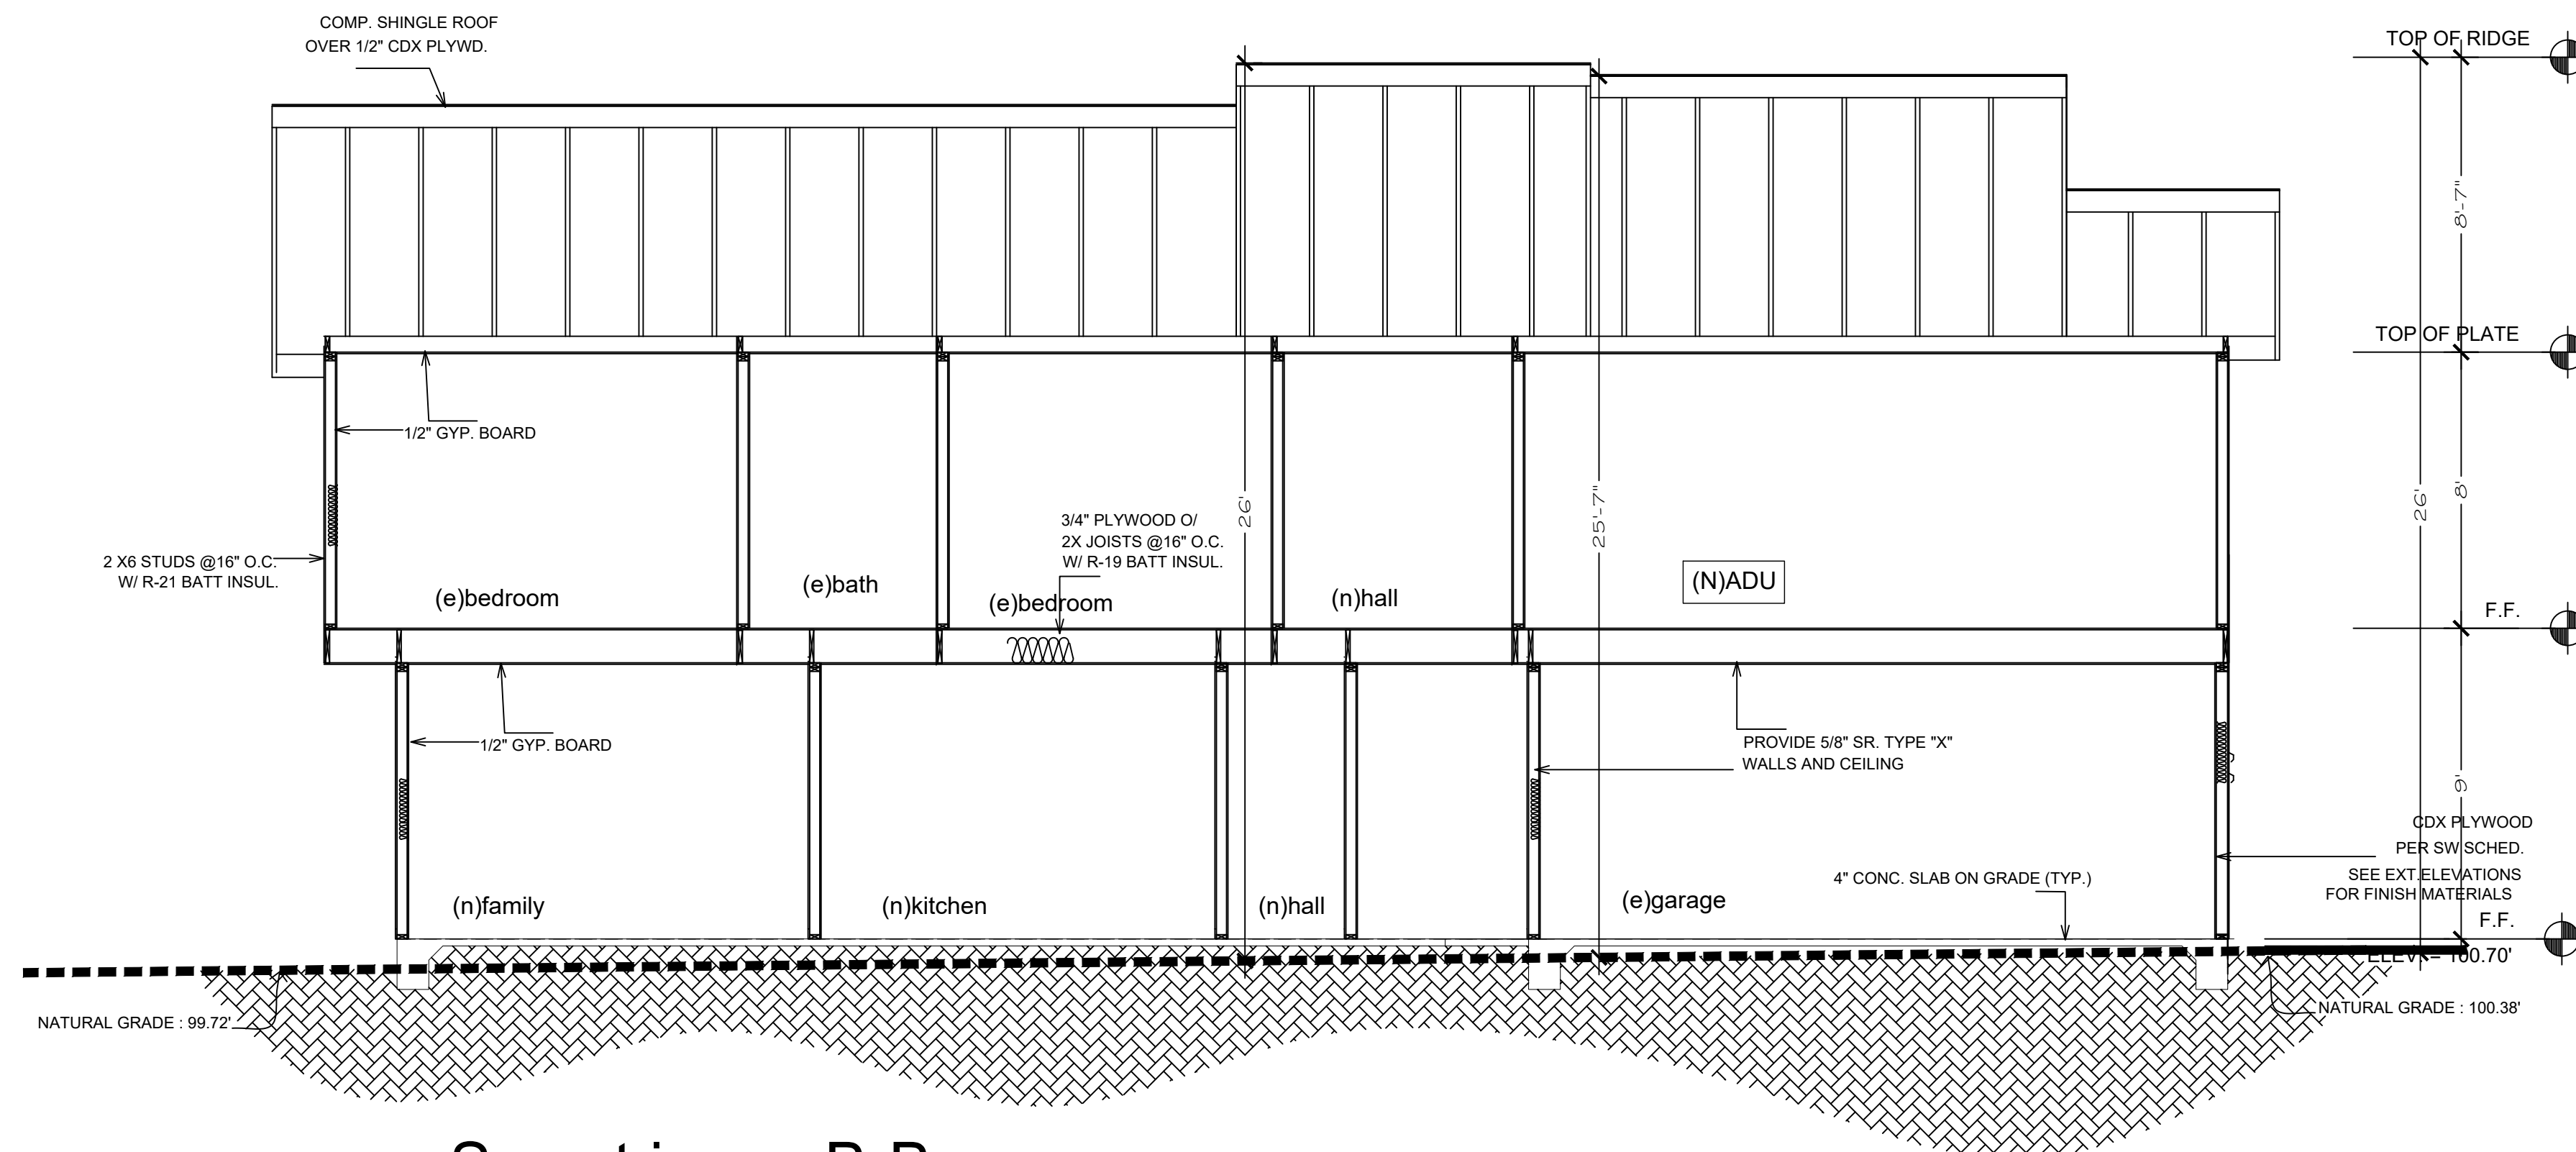 COMP. SHINGLE ROOF
OVER 1/2" CDX PLYWD.
TOP OF RIDGE
8'-7"
TOP OF PLATE
1/2" GYP. BOARD
26'
25'-7"
26'
8'
3/4" PLYWOOD O/
2X JOISTS @16" O.C.
W/ R-19 BATT INSUL.
2 X6 STUDS @16" O.C.
W/ R-21 BATT INSUL.
(e)bedroom
(e)bath
(e)bedroom
(n)hall
(N)ADU
F.F.
1/2" GYP. BOARD
PROVIDE 5/8" SR. TYPE "X"
WALLS AND CEILING
9'
CDX PLYWOOD
PER SW SCHED.
SEE EXT.ELEVATIONS
FOR FINISH MATERIALS
4" CONC. SLAB ON GRADE (TYP.)
(n)family
(n)kitchen
(n)hall
(e)garage
F.F.
ELEV. = 100.70'
NATURAL GRADE : 99.72'
NATURAL GRADE : 100.38'